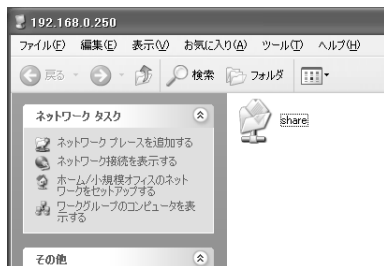 192.168.0.250
ファイル(F) 編集(E) 表示(V) お気に入り(A) ツール(T) ヘルプ(H)
戻る 検索 フォルダ
ネットワーク タスク
share
ネットワーク プレースを追加する
ネットワーク接続を表示する
ホーム/小規模オフィスのネット
ワークをセットアップする
ワークグループのコンピュータを表
示する
その他